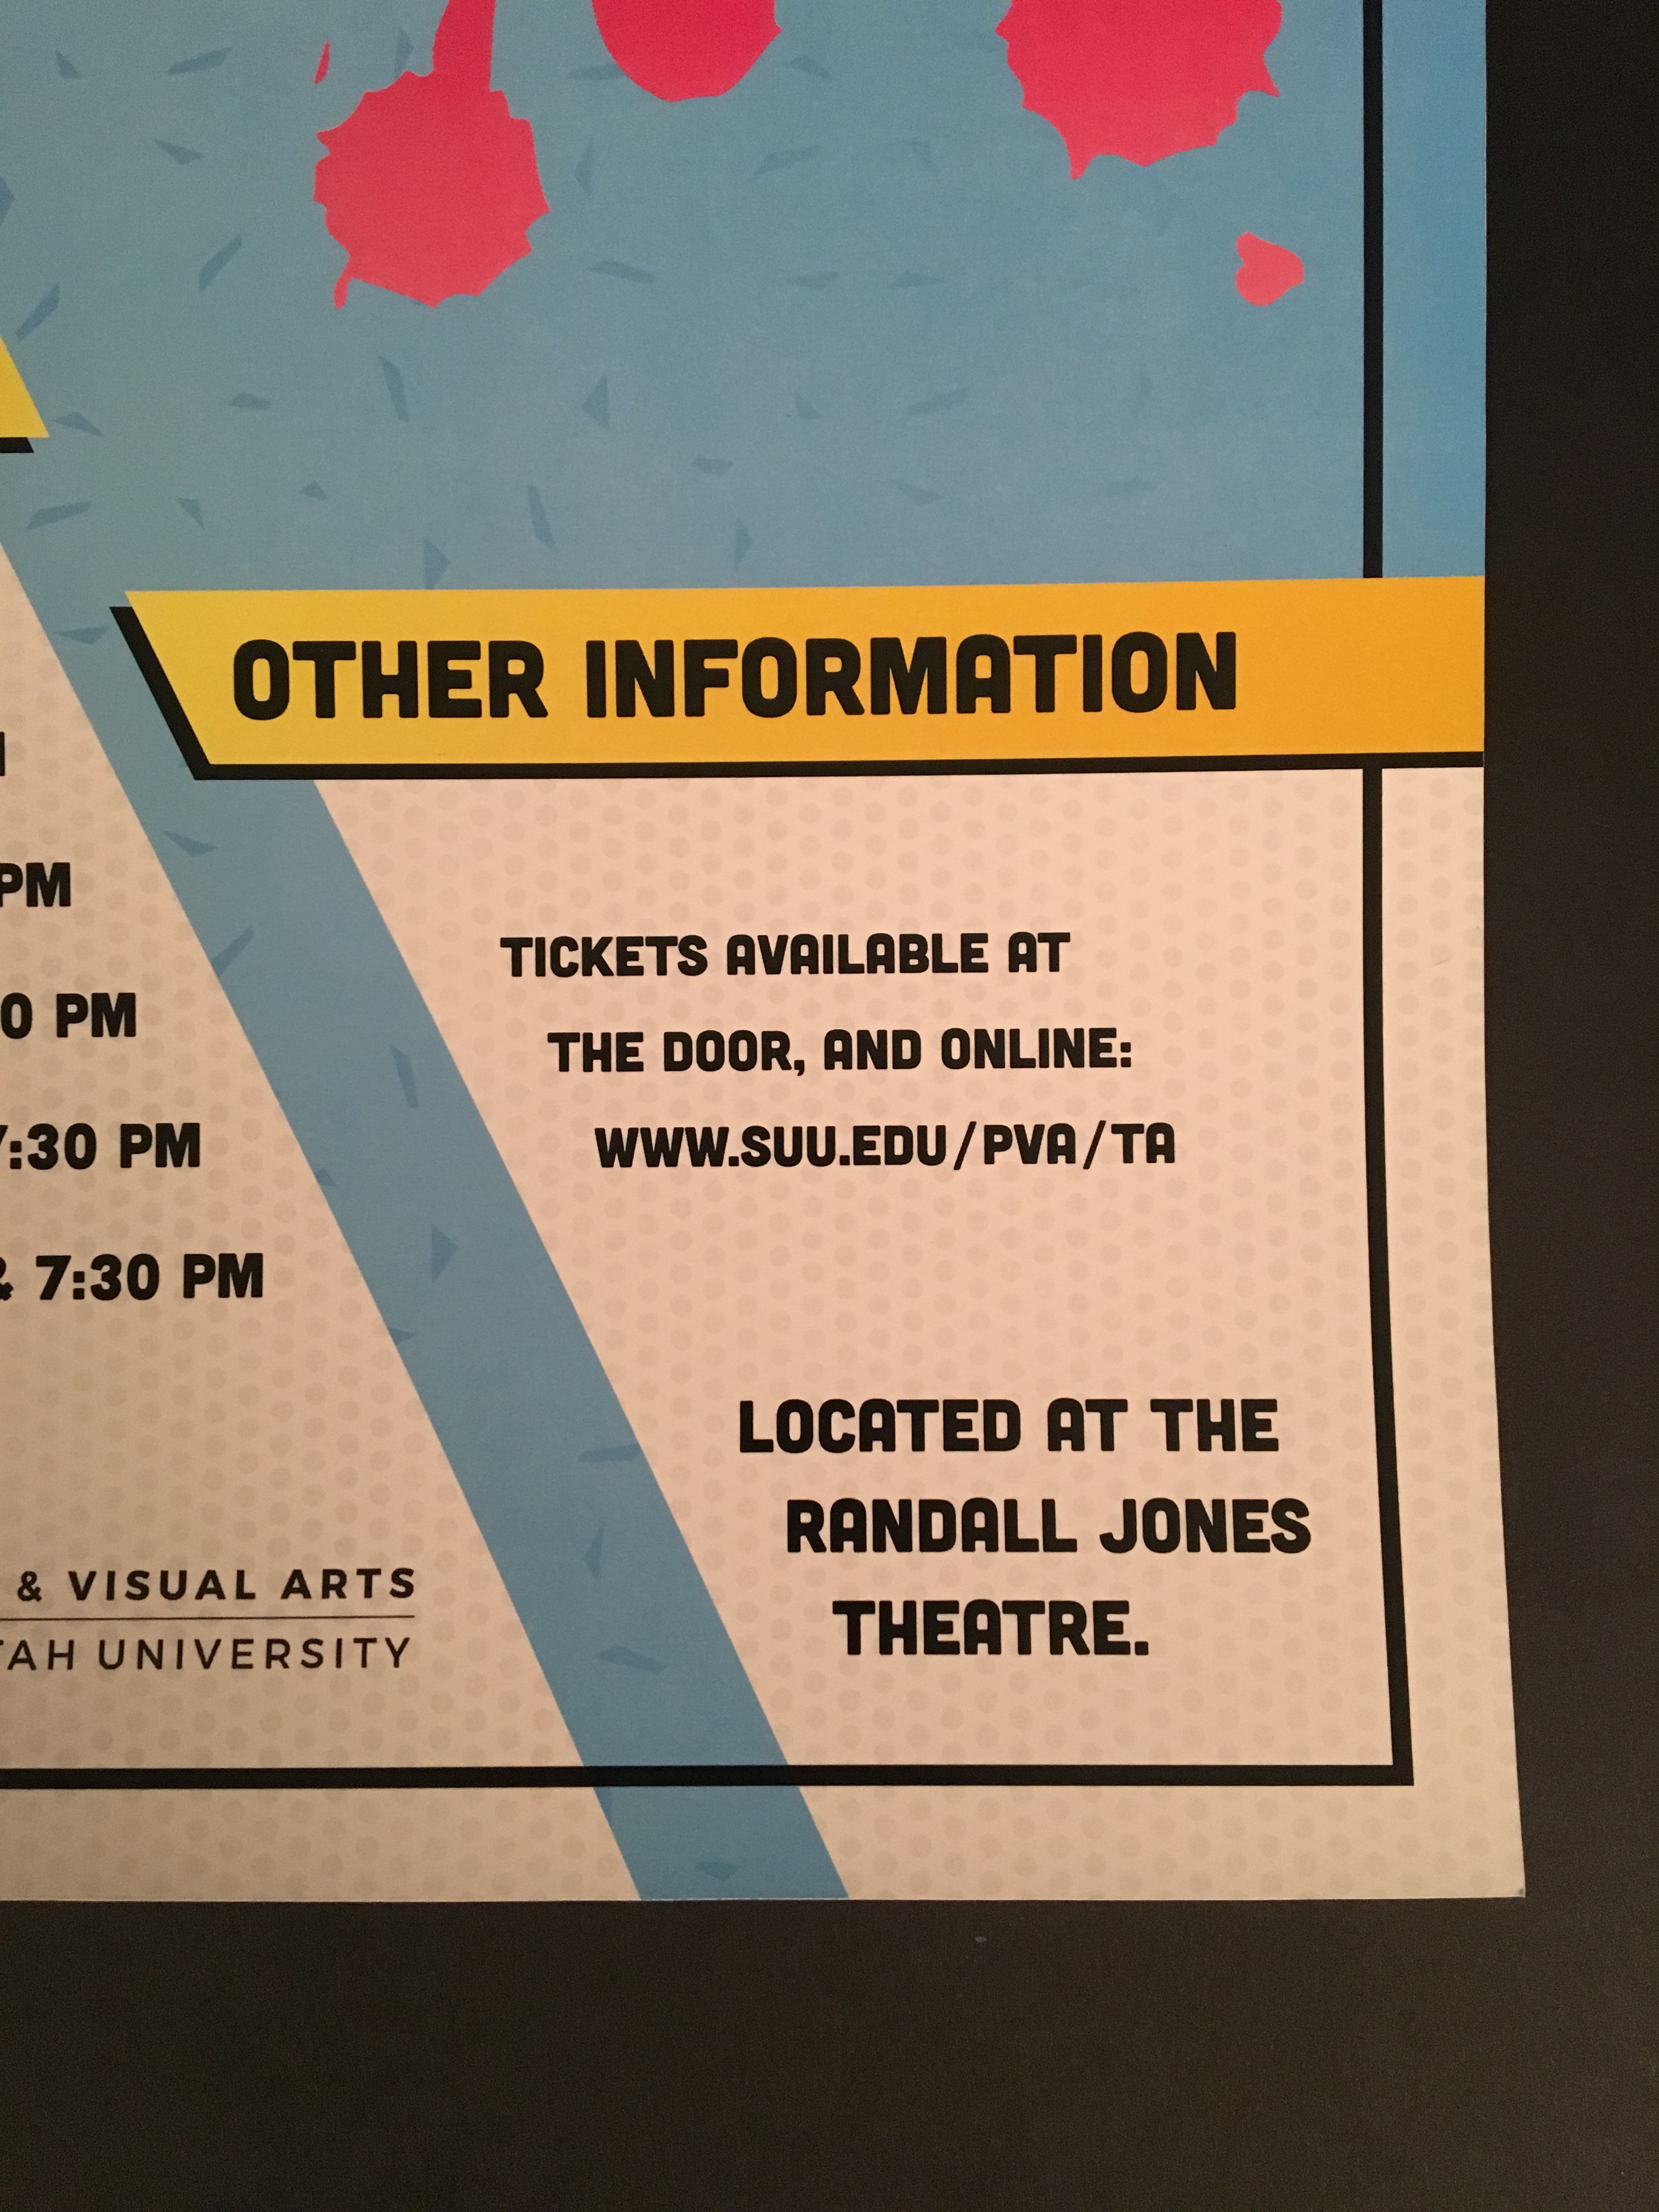 OTHER INFORMATION
PM
0 PM
7:30 PM
& 7:30 PM
TICKETS AVAILABLE AT
THE DOOR, AND ONLINE:
WWW.SUU.EDU/PVA/TA
LOCATED AT THE
RANDALL JONES
THEATRE.
& VISUAL ARTS
TAH UNIVERSITY